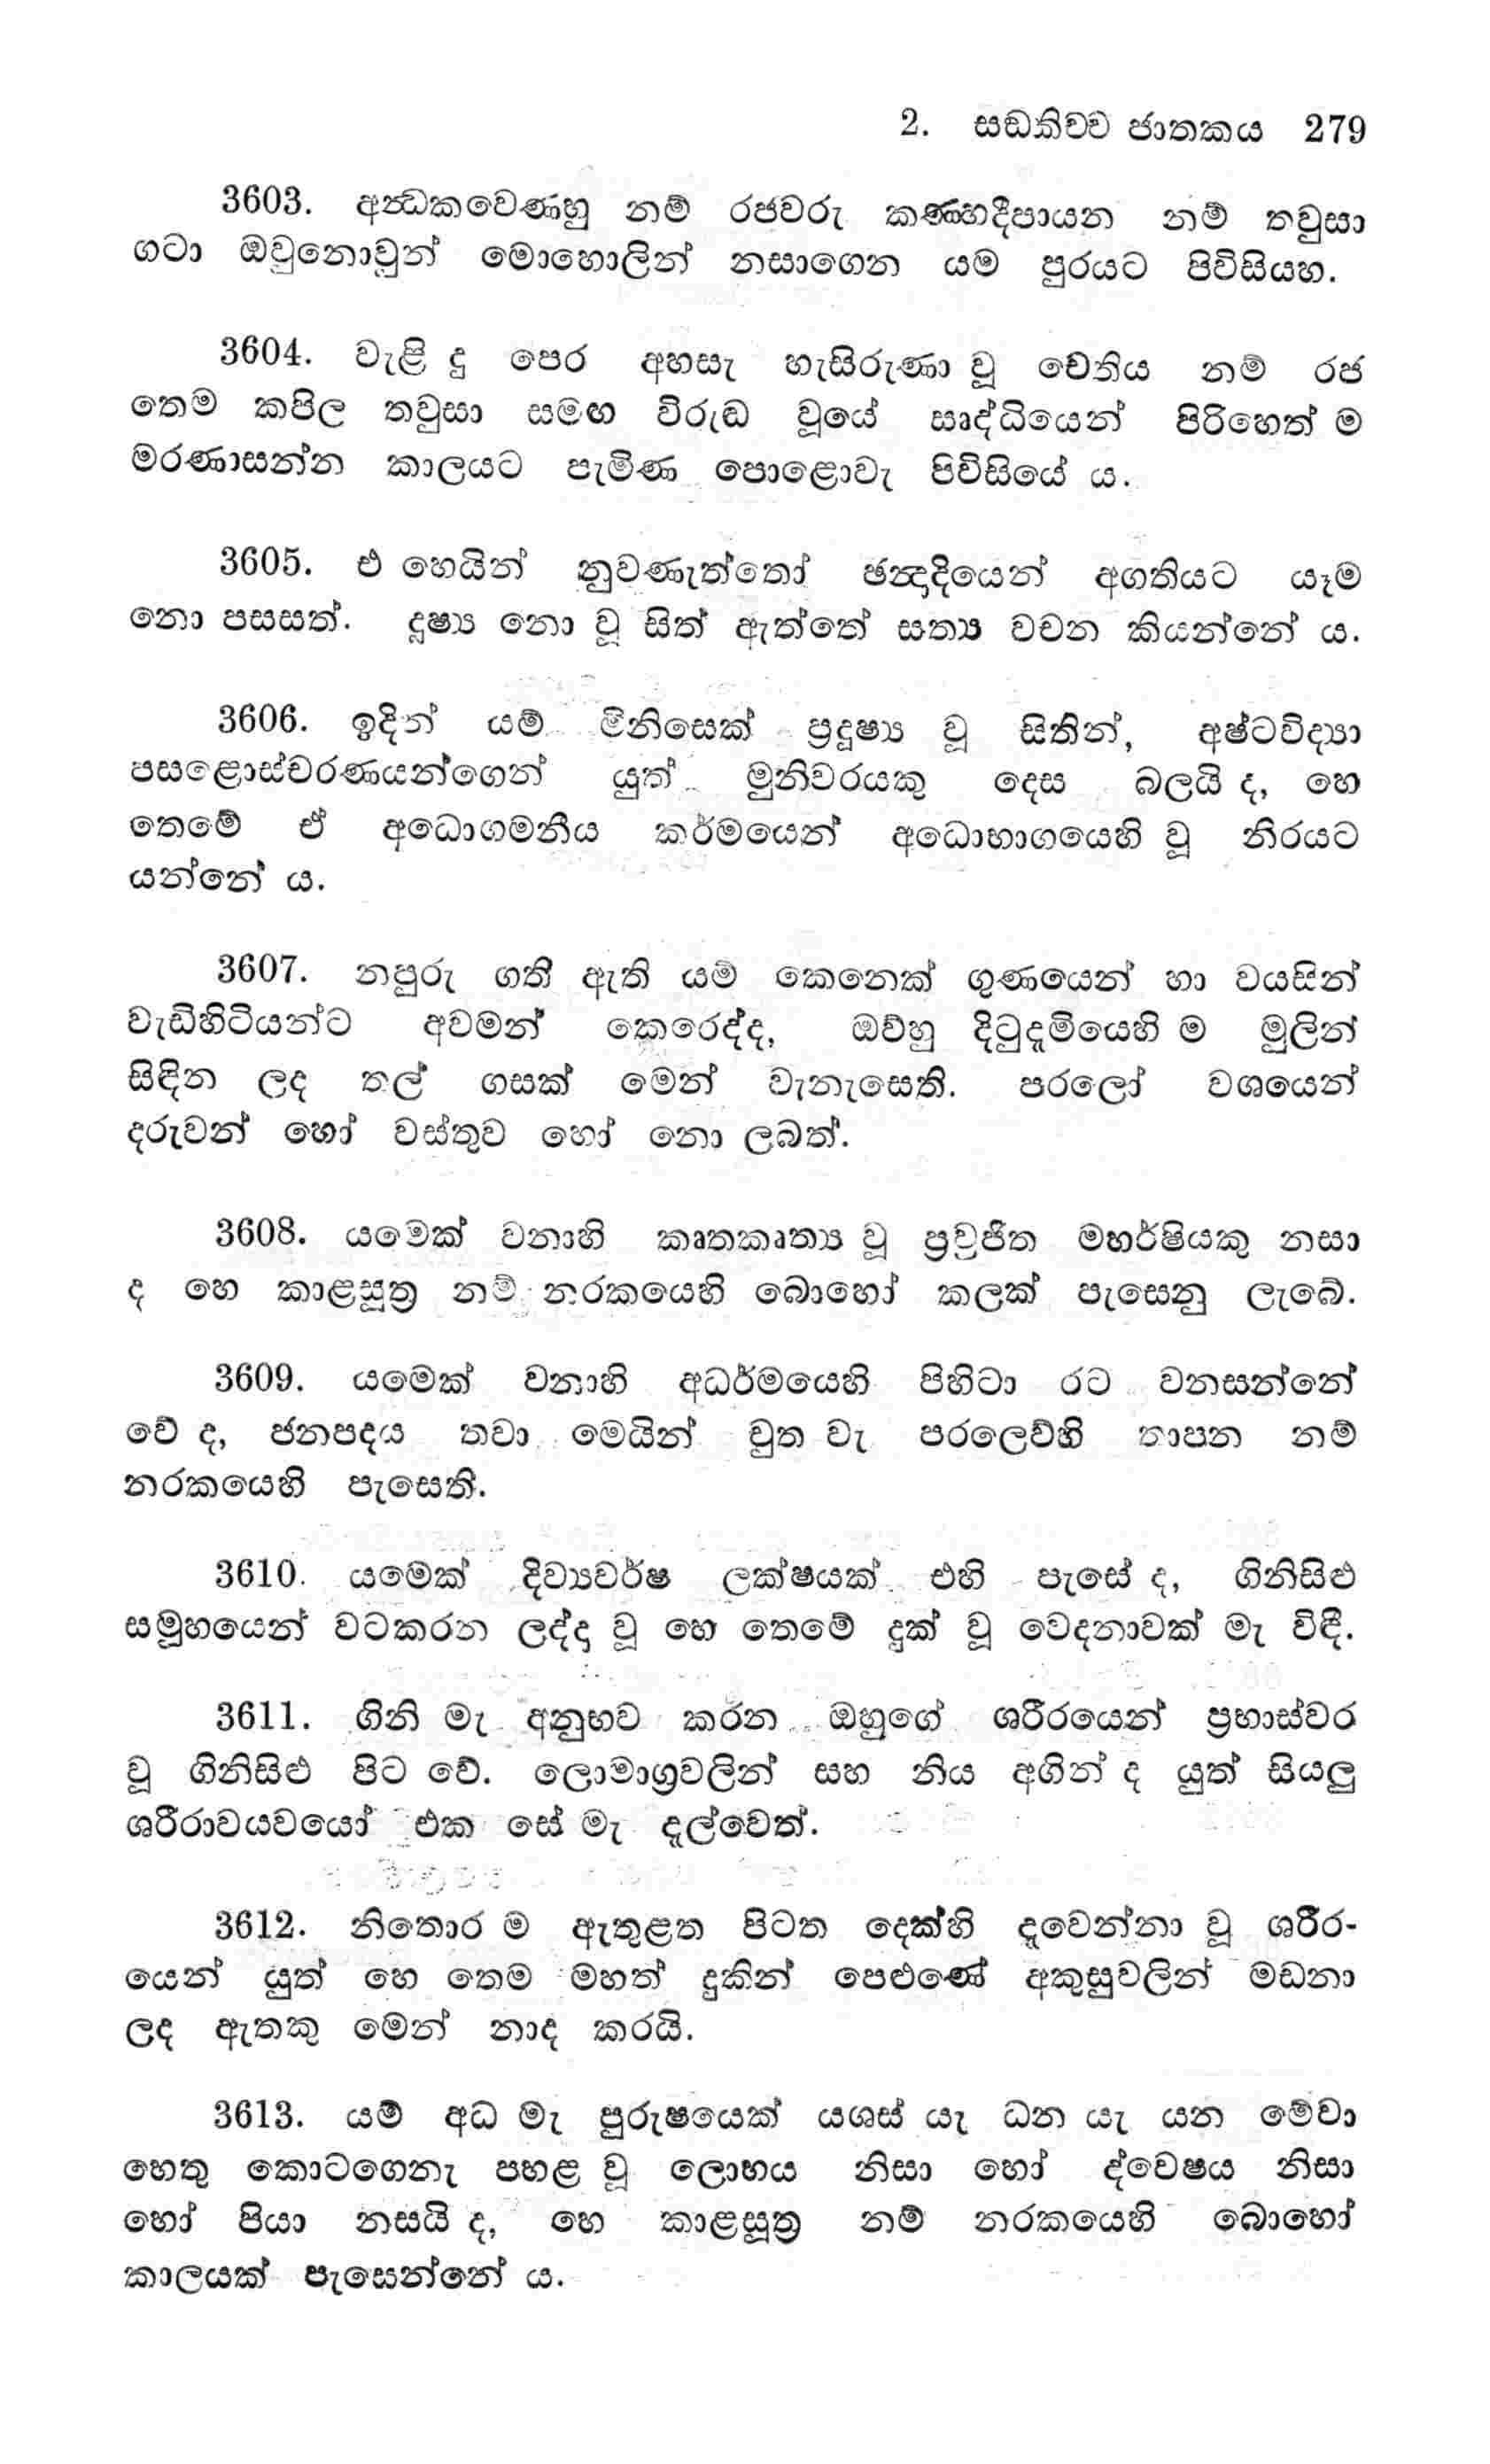 2. සඞකිච්ච ජාතකය 279
3603. අන්ධකවෙණහු නම් රජවරු කණ්හදීපායන නම් තවුසා
ගටා ඔවුනොවුන් මොහොලින් නසාගෙන යම පුරයට පිවිසියහ.
3604. වැළි දු පෙර අහසැ හැසිරුණා වූ චේතිය නම් රජ
තෙම කපිල තවුසා සමඟ විරුද්ධ වූයේ සෘද්ධියෙන් පිරිහෙත් ම
මරණාසන්න කාලයට පැමිණ පොළොවැ පිවිසියේ ය.
3605. එ හෙයින් නුවණැත්තෝ ඡන්දාදියෙන් අගතියට යෑම
නො පසසත්. දූෂ්‍ය නො වූ සිත් ඇත්තේ සත්‍ය වචන කියන්නේ ය.
3606. ඉදින් යම් මිනිසෙක් ප්‍රදූෂ්‍ය වූ සිතින්, අෂ්ටවිද්‍යා
පසළොස්චරණයන්ගෙන් යුත් මුනිවරයකු දෙස බලයි ද, හෙ
තෙමේ ඒ අධොගමනීය කර්මයෙන් අධොභාගයෙහි වූ නිරයට
යන්නේ ය.
3607. නපුරු ගති ඇති යම් කෙනෙක් ගුණයෙන් හා වයසින්
වැඩිහිටියන්ට අවමන් කෙරෙද්ද, ඔව්හු දිටුදැමියෙහි ම මුලින්
සිඳින ලද තල් ගසක් මෙන් වැනැසෙති. පරලෝ වශයෙන්
දරුවන් හෝ වස්තුව හෝ නො ලබත්.
3608. යමෙක් වනාහි කෘතකෘත්‍ය වූ ප්‍රව්‍රජිත මහර්ෂියකු නසා
ද හෙ කාළසූත්‍ර නම් නරකයෙහි බොහෝ කලක් පැසෙනු ලැබේ.
3609. යමෙක් වනාහි අධර්මයෙහි පිහිටා රට වනසන්නේ
වේ ද, ජනපදය තවා මෙයින් චුත වැ පරලෙව්හි තාපන නම්
නරකයෙහි පැසෙති.
3610. යමෙක් දිව්‍යවර්ෂ ලක්ෂයක් එහි පැසේ ද, ගිනිසිළු
සමූහයෙන් වටකරන ලද්දා වූ හෙ තෙමේ දුක් වූ වෙදනාවක් මැ විඳී.
3611. ගිනි මැ අනුභව කරන ඔහුගේ ශරීරයෙන් ප්‍රභාස්වර
වූ ගිනිසිළු පිට වේ. ලොමාග්‍රවලින් සහ නිය අගින් ද යුත් සියලු
ශරීරාවයවයෝ එක සේ මැ දැල්වෙත්.
3612. නිතොර ම ඇතුළත පිටත දෙක්හි දැවෙන්නා වූ ශරීර-
යෙන් යුත් හෙ තෙම මහත් දුකින් පෙළුණේ අකුසුවලින් මඩනා
ලද ඇතකු මෙන් නාද කරයි.
3613. යම් අධ මැ පුරුෂයෙක් යශස් යැ ධන යැ යන මේවා
හෙතු කොටගෙනැ පහළ වූ ලොභය නිසා හෝ ද්වෙෂය නිසා
හෝ පියා නසයි ද, හෙ කාළසූත්‍ර නම් නරකයෙහි බොහෝ
කාලයක් පැසෙන්නේ ය.